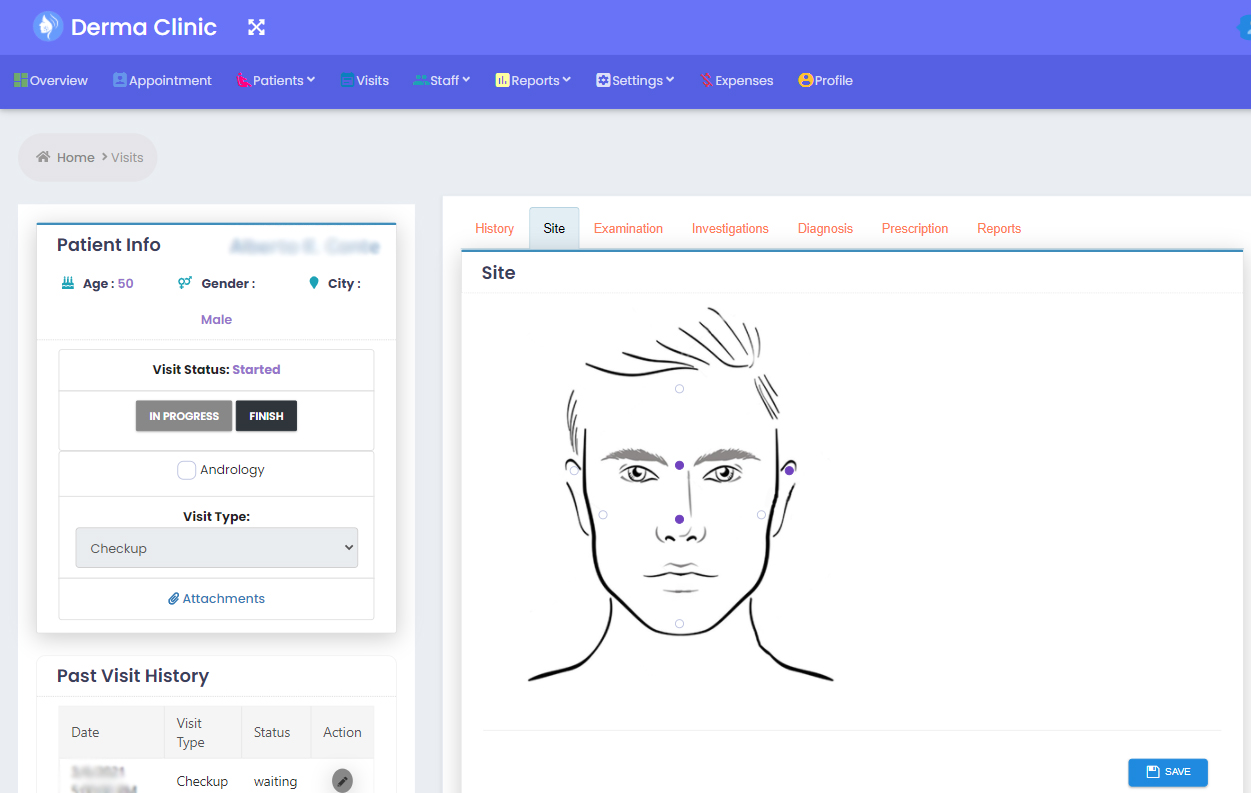 Derma Clinic
Overview Appointment Patients Visits Staff Reports Settings Expenses Profile
Home > Visits
Patient Info
Age : 50 Gender : City :
Male
Visit Status: Started
IN PROGRESS FINISH
Andrology
Visit Type:
Checkup
Attachments
Past Visit History
Date Visit Type Status Action
Checkup waiting
History Site Examination Investigations Diagnosis Prescription Reports
Site
SAVE